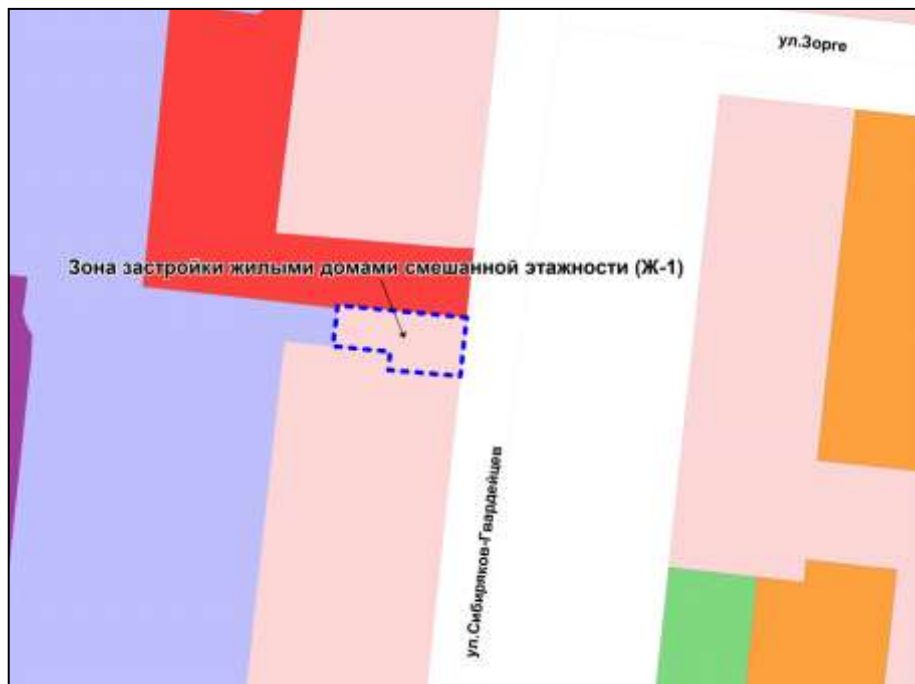 ул.Зорге
Зона застройки жилыми домами смешанной этажности (Ж-1)
ул.Сибиряков-Гвардейцев